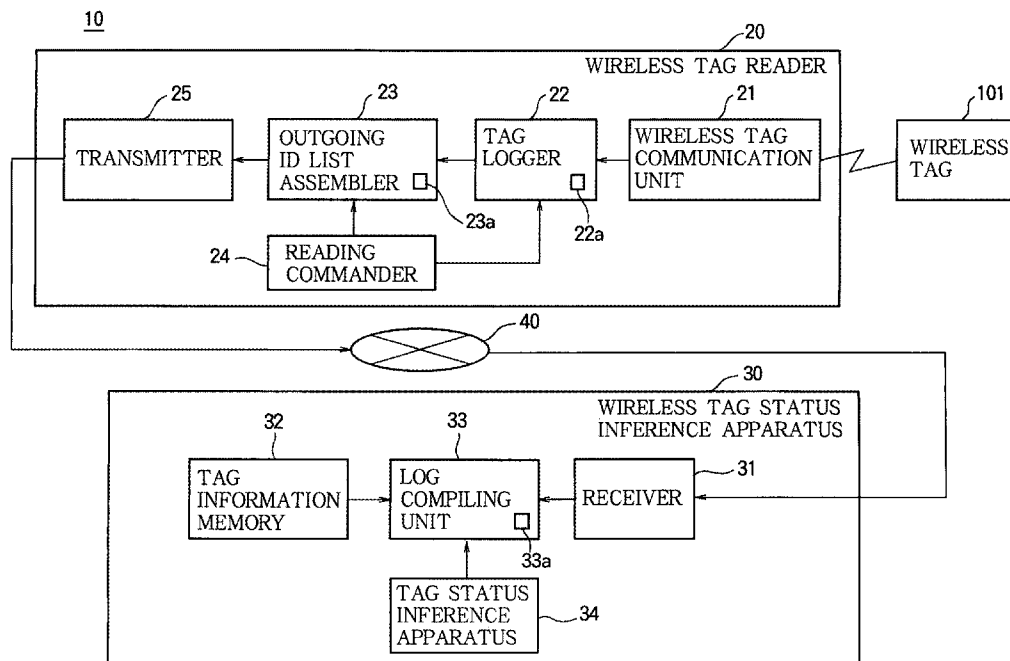 10
20
WIRELESS TAG READER
25
23
22
21
101
TRANSMITTER
OUTGOING
ID LIST
ASSEMBLER
TAG
LOGGER
WIRELESS TAG
COMMUNICATION
UNIT
WIRELESS
TAG
23a
22a
24
READING
COMMANDER
40
30
WIRELESS TAG STATUS
INFERENCE APPARATUS
32
33
31
TAG
INFORMATION
MEMORY
LOG
COMPILING
UNIT
RECEIVER
33a
TAG STATUS
INFERENCE
APPARATUS
34